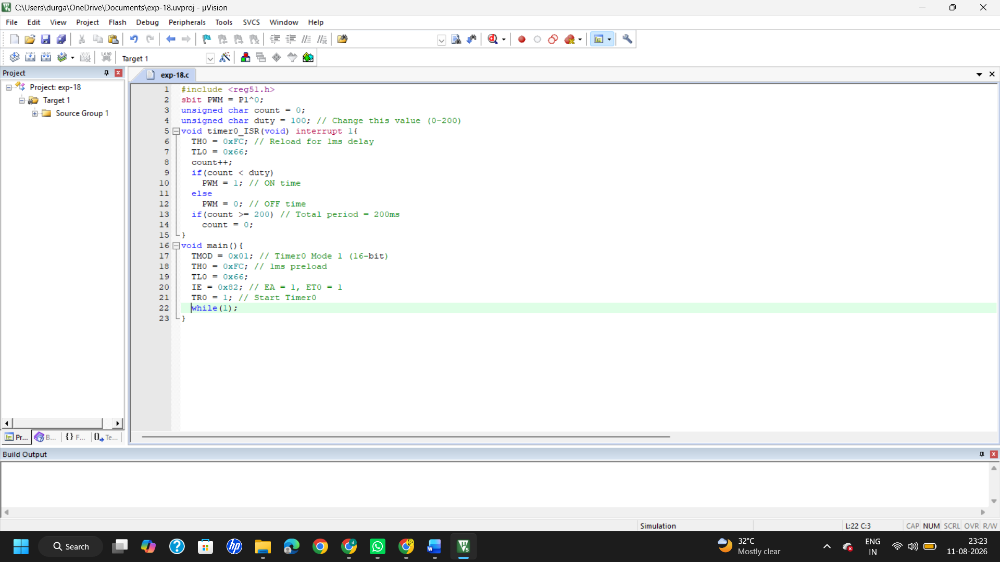 C:\Users\durga\OneDrive\Documents\exp-18.uvproj - µVision
File Edit View Project Flash Debug Peripherals Tools SVCS Window Help
LOAD Target 1
Project
exp-18.c
Project: exp-18
Target 1
Source Group 1
1 #include <reg51.h>
2 sbit PWM = P1^0;
3 unsigned char count = 0;
4 unsigned char duty = 100; // Change this value (0-200)
5 void timer0_ISR(void) interrupt 1{
6 TH0 = 0xFC; // Reload for 1ms delay
7 TL0 = 0x66;
8 count++;
9 if(count < duty)
10 PWM = 1; // ON time
11 else
12 PWM = 0; // OFF time
13 if(count >= 200) // Total period = 200ms
14 count = 0;
15 }
16 void main(){
17 TMOD = 0x01; // Timer0 Mode 1 (16-bit)
18 TH0 = 0xFC; // 1ms preload
19 TL0 = 0x66;
20 IE = 0x82; // EA = 1, ET0 = 1
21 TR0 = 1; // Start Timer0
22 while(1);
23 }
Pr... B... {} F... Te...
Build Output
Simulation L:22 C:3 CAP NUM SCRL OVR R/W
Search
32°C
Mostly clear
ENG
IN
23:23
11-08-2026